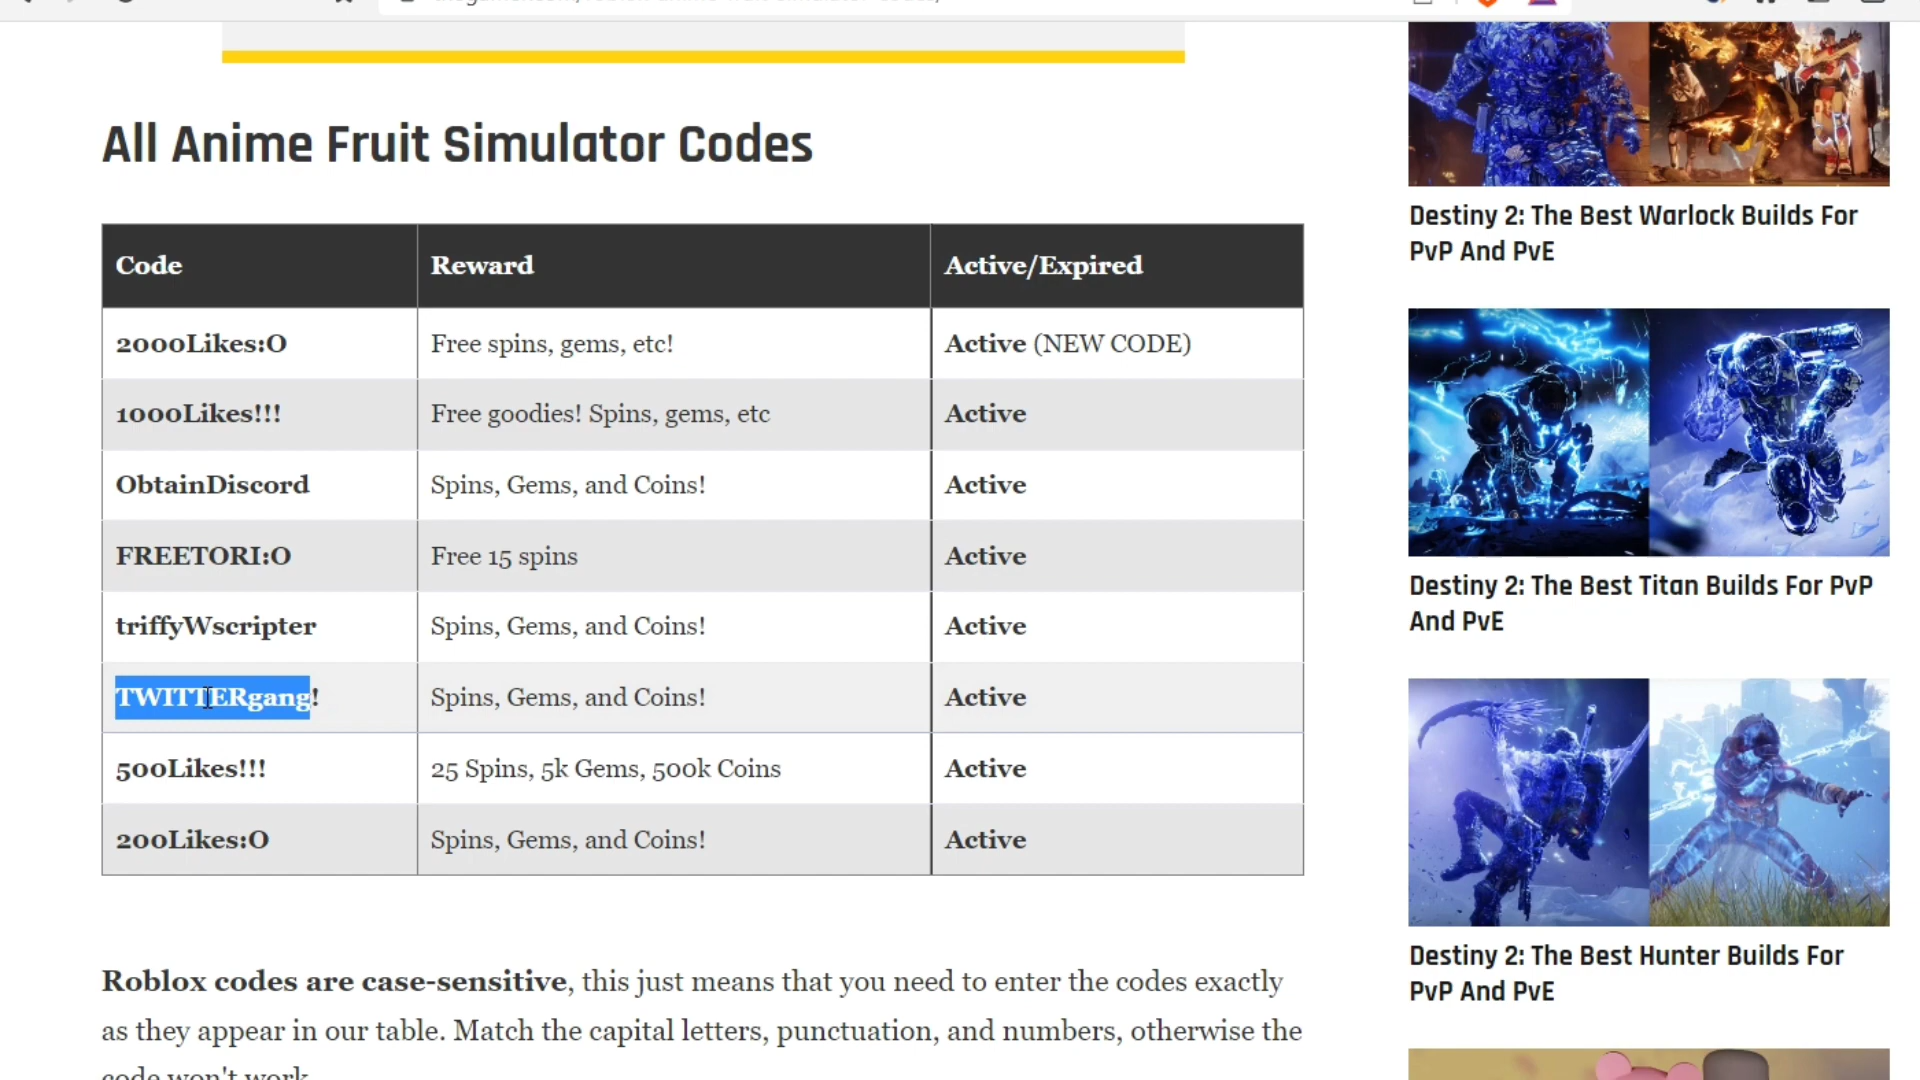 All Anime Fruit Simulator Codes
Code Reward Active/Expired
2000Likes:O Free spins, gems, etc! Active (NEW CODE)
1000Likes!!! Free goodies! Spins, gems, etc Active
ObtainDiscord Spins, Gems, and Coins! Active
FREETORI:O Free 15 spins Active
triffyWscripter Spins, Gems, and Coins! Active
TWITTERgang! Spins, Gems, and Coins! Active
500Likes!!! 25 Spins, 5k Gems, 500k Coins Active
200Likes:O Spins, Gems, and Coins! Active
Roblox codes are case-sensitive, this just means that you need to enter the codes exactly
as they appear in our table. Match the capital letters, punctuation, and numbers, otherwise the
code won't work
Destiny 2: The Best Warlock Builds For
PvP And PvE
Destiny 2: The Best Titan Builds For PvP
And PvE
Destiny 2: The Best Hunter Builds For
PvP And PvE